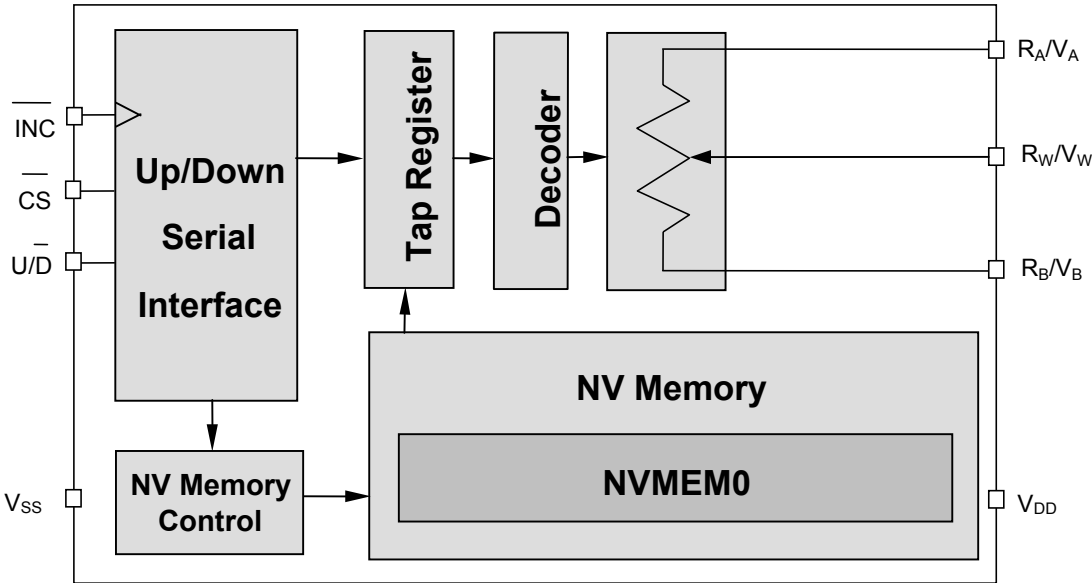 INC
CS
U/D
VSS
Up/Down
Serial
Interface
Tap Register
Decoder
RA/VA
RW/VW
RB/VB
NV Memory
Control
NV Memory
NVMEM0
VDD